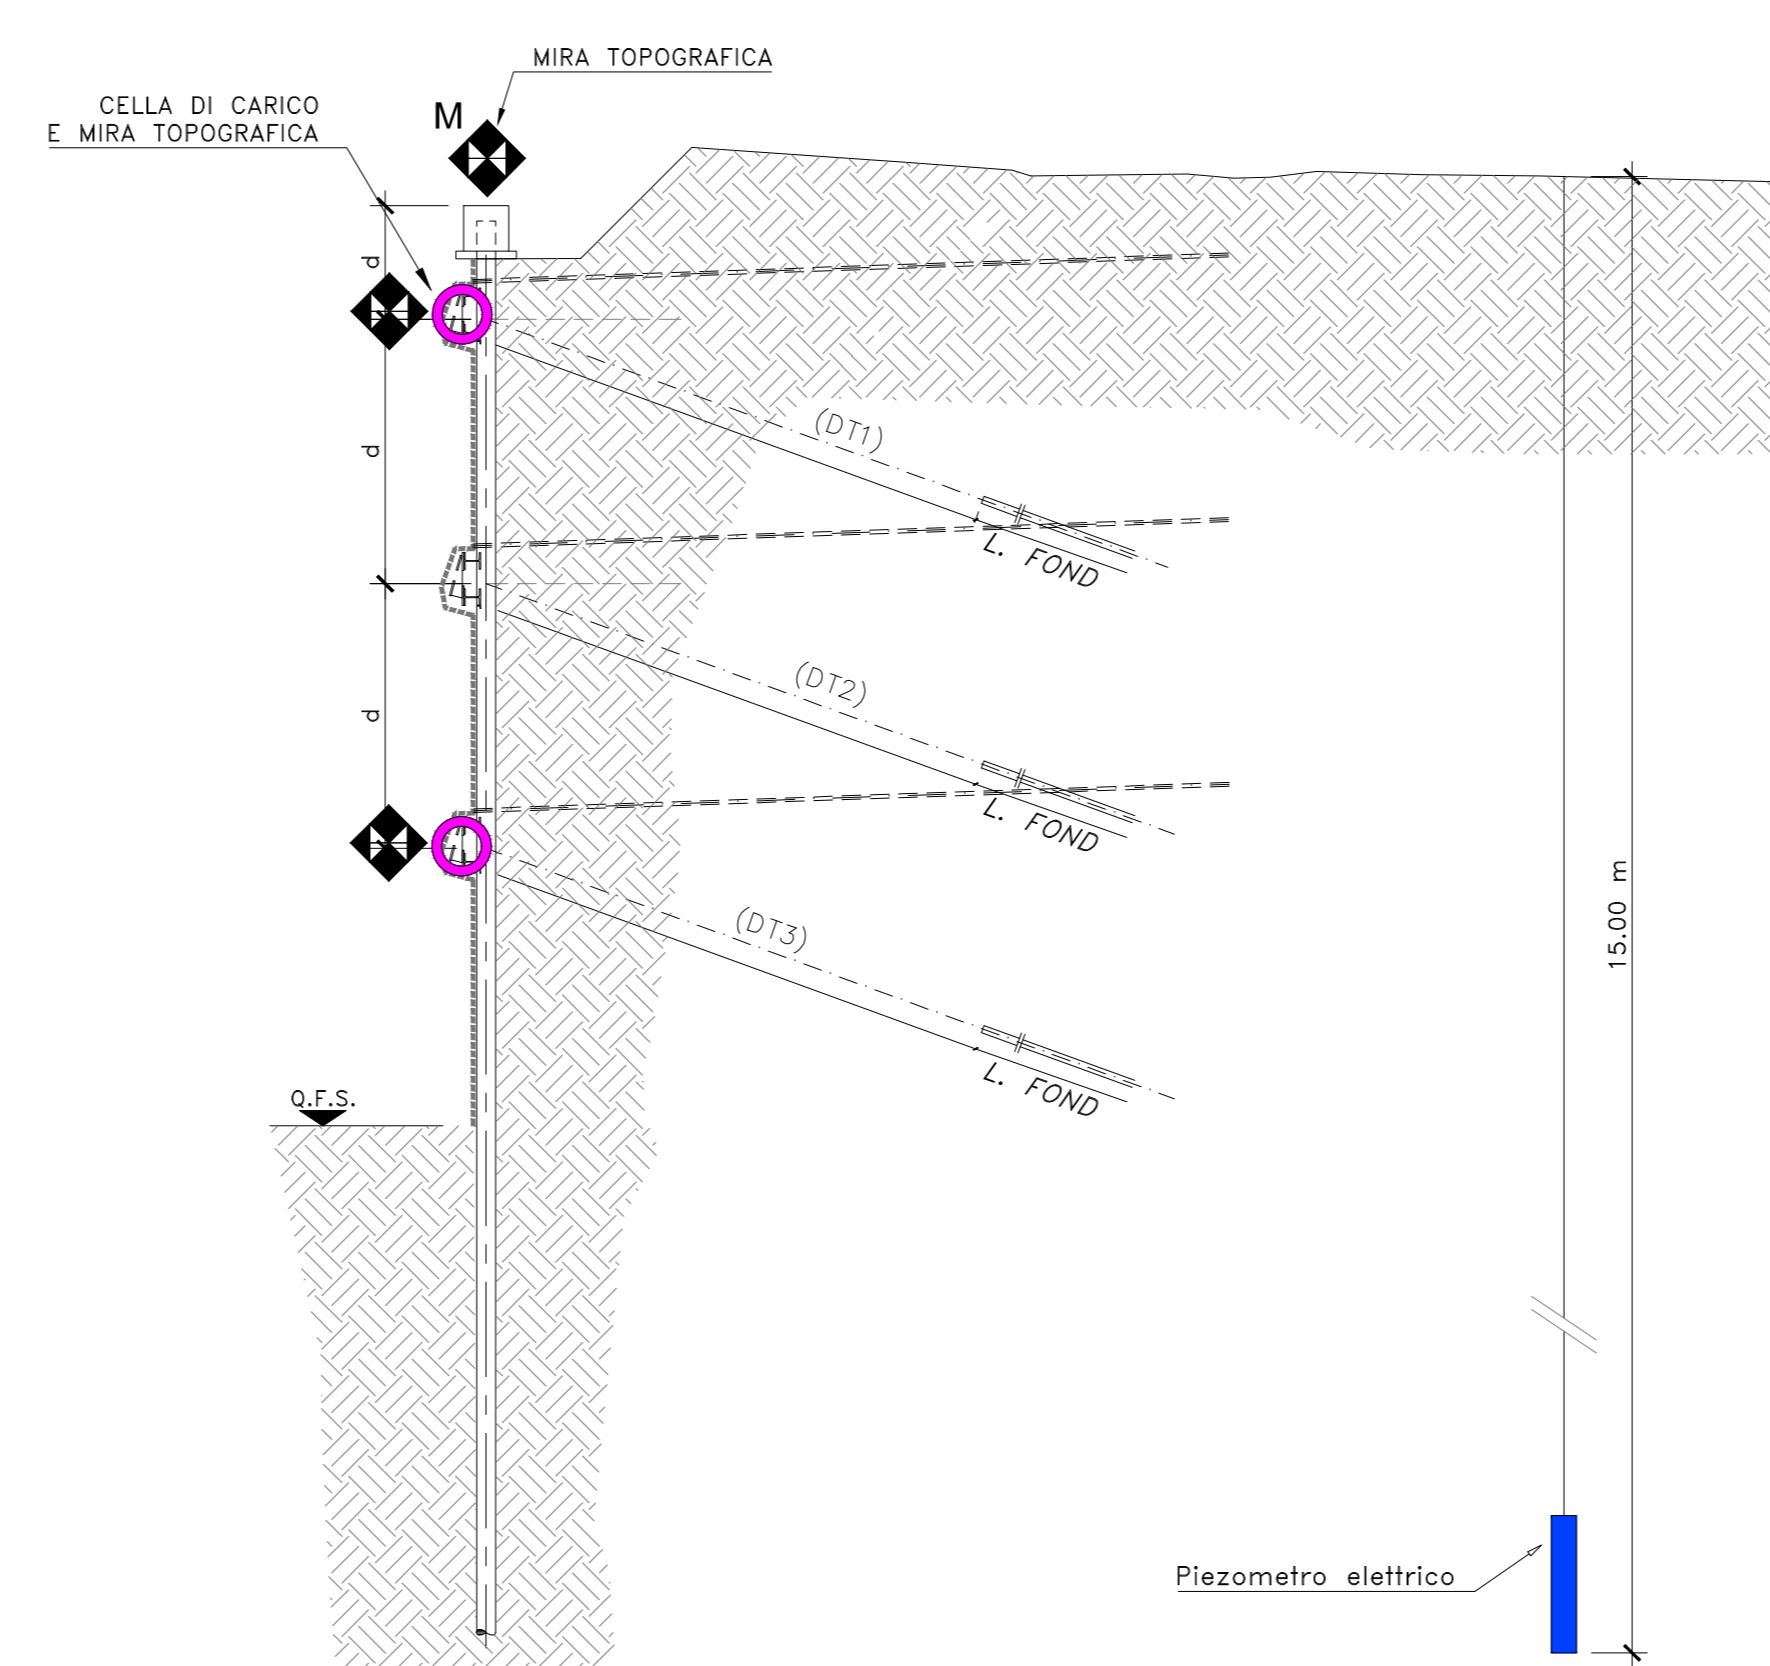 MIRA TOPOGRAFICA
CELLA DI CARICO
E MIRA TOPOGRAFICA
M
d
d
(DT1)
L. FOND
(DT2)
d
L. FOND
15.00 m
(DT3)
L. FOND
Q.F.S.
Piezometro elettrico